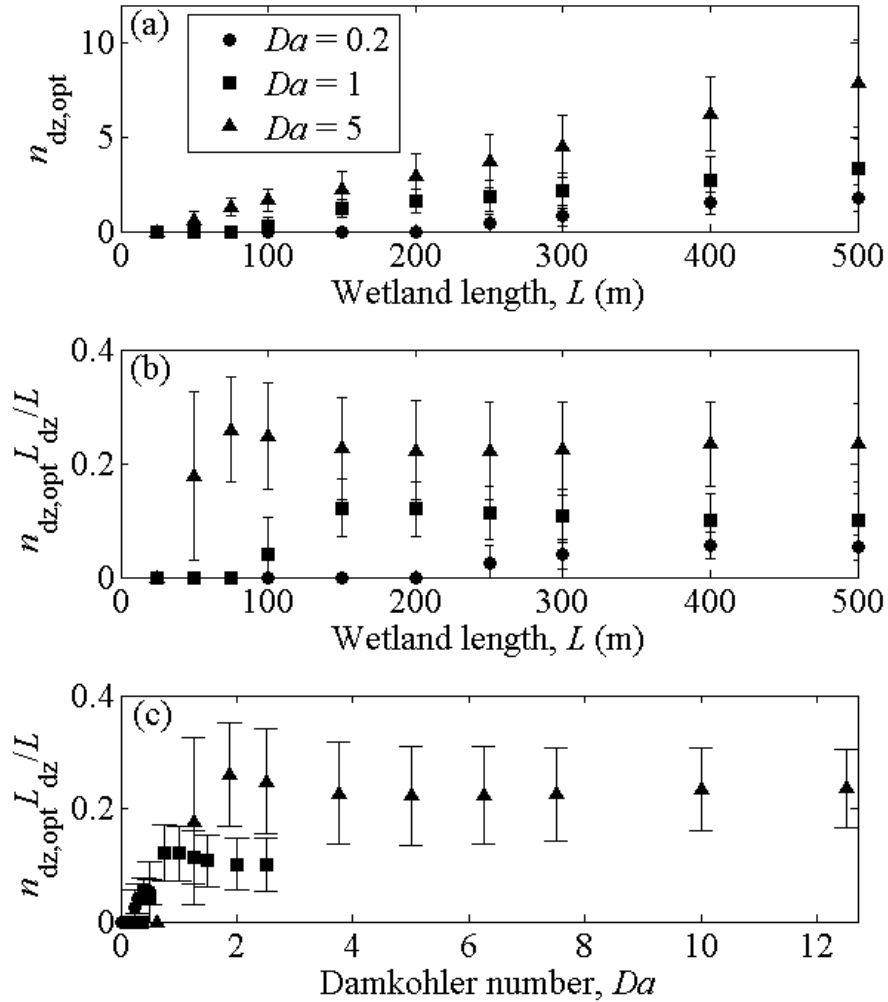 (a)
Da = 0.2
Da = 1
Da = 5
n_dz,opt
10
5
0
0 100 200 300 400 500
Wetland length, L (m)
(b)
n_dz,opt L_dz/L
0.4
0.2
0
0 100 200 300 400 500
Wetland length, L (m)
(c)
n_dz,opt L_dz/L
0.4
0.2
0
0 2 4 6 8 10 12
Damkohler number, Da